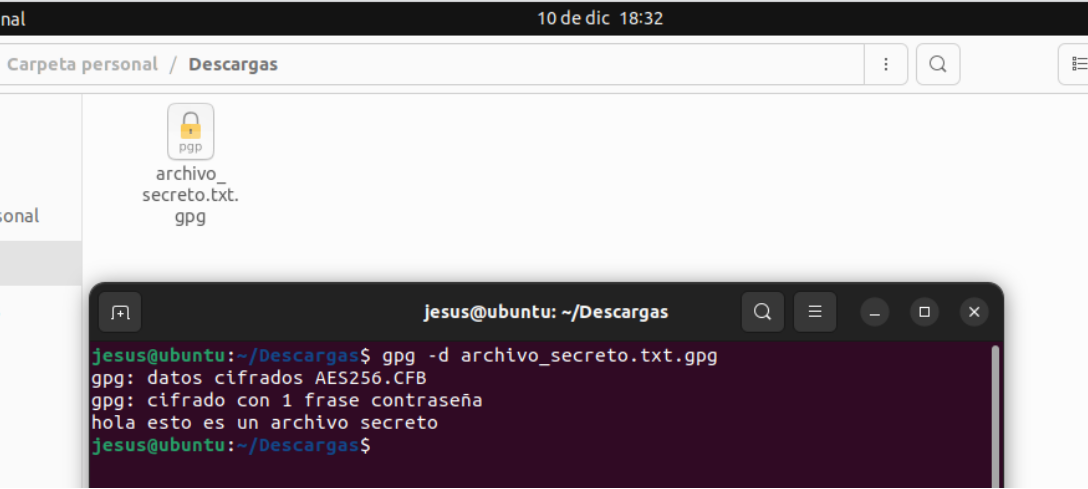 nal
10 de dic 18:32
Carpeta personal / Descargas
pgp
archivo_
secreto.txt.
gpg
sonal
jesus@ubuntu: ~/Descargas
jesus@ubuntu:~/Descargas$ gpg -d archivo_secreto.txt.gpg
gpg: datos cifrados AES256.CFB
gpg: cifrado con 1 frase contraseña
hola esto es un archivo secreto
jesus@ubuntu:~/Descargas$